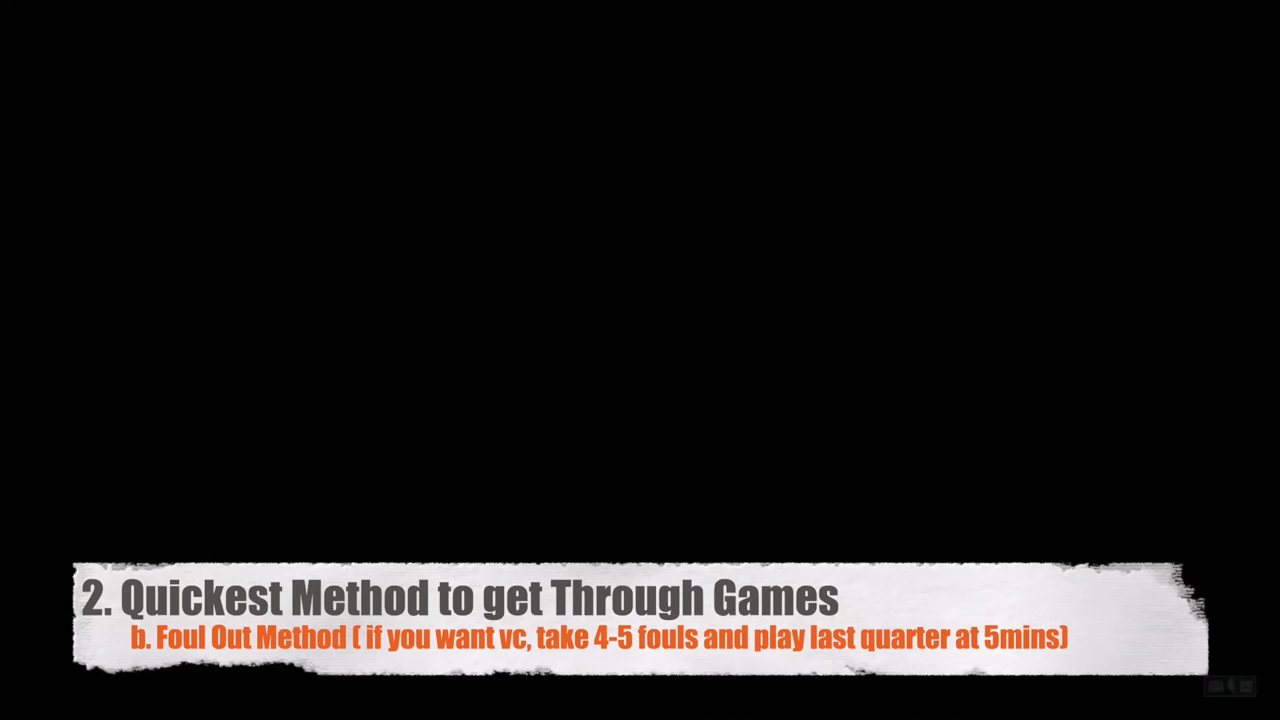 2. Quickest Method to get Through Games
b. Foul Out Method ( if you want vc, take 4-5 fouls and play last quarter at 5mins)